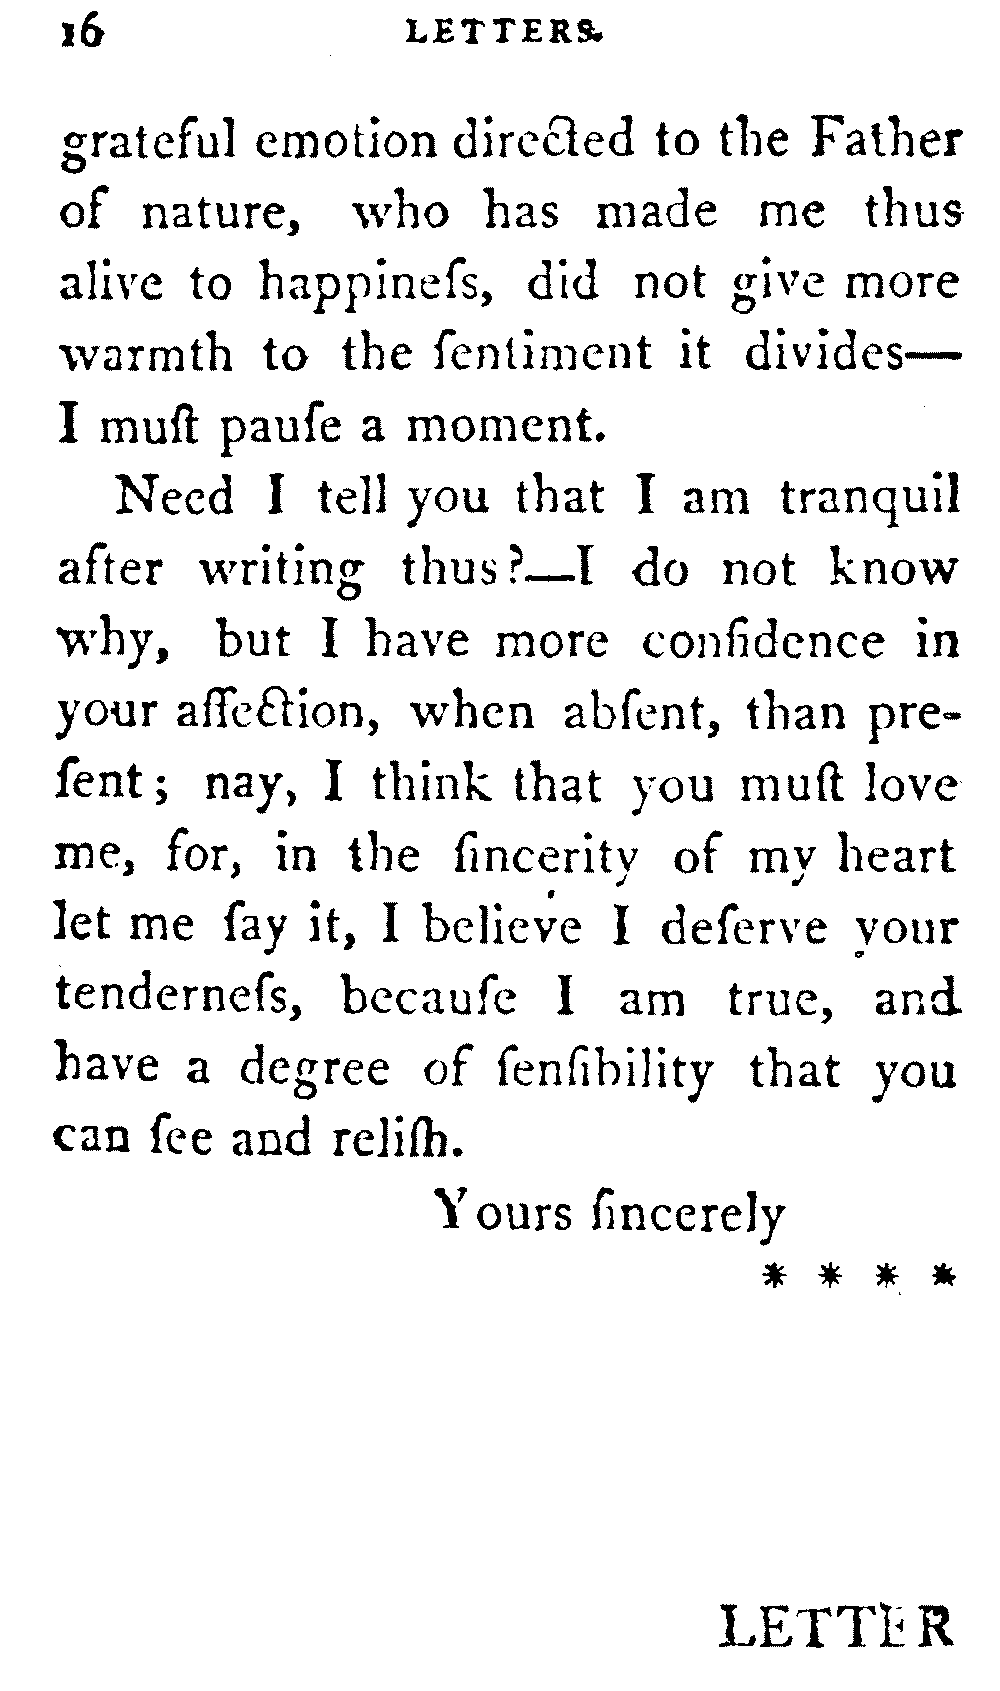 16 LETTERS.
grateful emotion directed to the Father
of nature, who has made me thus
alive to happineſs, did not give more
warmth to the ſentiment it divides—
I muſt pauſe a moment.
Need I tell you that I am tranquil
after writing thus?—I do not know
why, but I have more confidence in
your affection, when abſent, than pre-
ſent; nay, I think that you muſt love
me, for, in the ſincerity of my heart
let me ſay it, I believe I deſerve your
tenderneſs, becauſe I am true, and
have a degree of ſenſibility that you
can ſee and reliſh.
Yours ſincerely
* * * *
LETTER